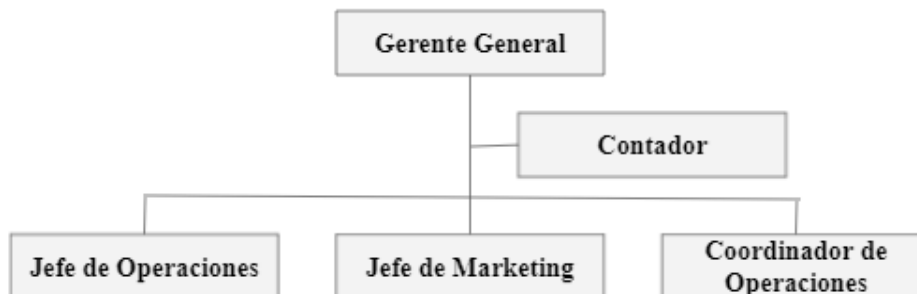 Gerente General
Contador
Jefe de Operaciones
Jefe de Marketing
Coordinador de
Operaciones